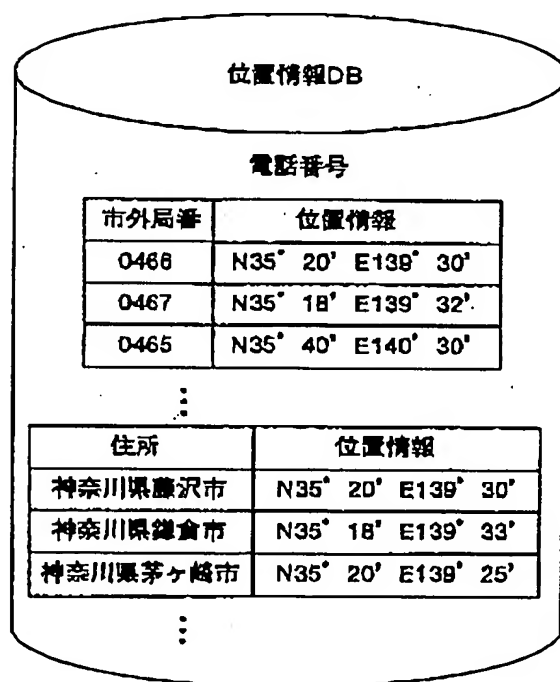 位置情報DB
電話番号
市外局番 位置情報
0466 N35° 20' E139° 30'
0467 N35° 18' E139° 32'
0465 N35° 40' E140° 30'
⋮
住所 位置情報
神奈川県藤沢市 N35° 20' E139° 30'
神奈川県鎌倉市 N35° 18' E139° 33'
神奈川県茅ヶ崎市 N35° 20' E139° 25'
⋮